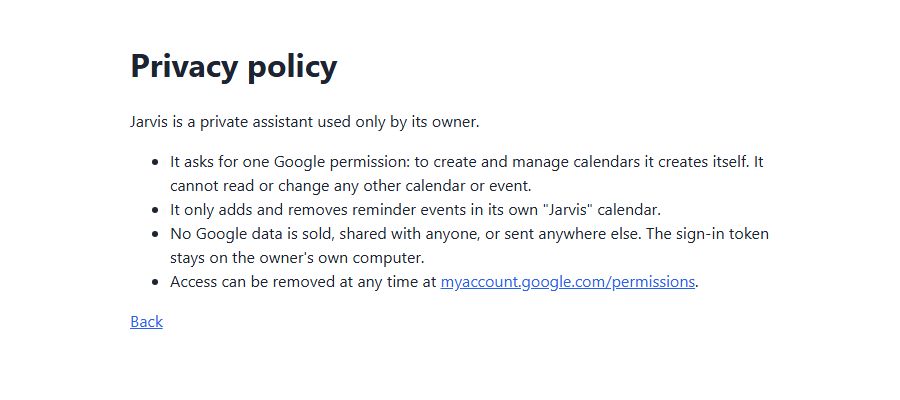 Privacy policy
Jarvis is a private assistant used only by its owner.
It asks for one Google permission: to create and manage calendars it creates itself. It
cannot read or change any other calendar or event.
It only adds and removes reminder events in its own "Jarvis" calendar.
No Google data is sold, shared with anyone, or sent anywhere else. The sign-in token
stays on the owner's own computer.
Access can be removed at any time at myaccount.google.com/permissions.
Back